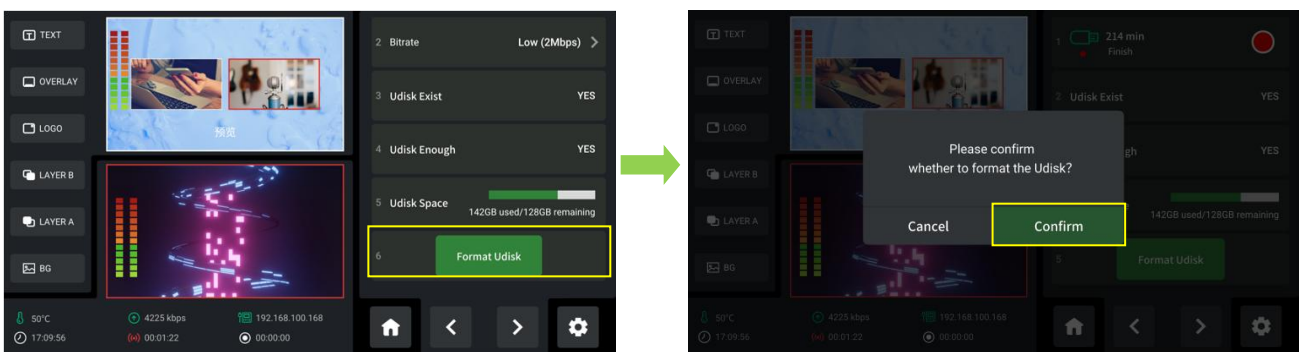 TEXT
OVERLAY
LOGO
LAYER B
LAYER A
BG
预览
2 Bitrate Low (2Mbps)
3 Udisk Exist YES
4 Udisk Enough YES
5 Udisk Space
142GB used/128GB remaining
6 Format Udisk
50°C 4225 kbps 192.168.100.168
17:09:56 00:01:22 00:00:00
TEXT
OVERLAY
LOGO
LAYER B
LAYER A
BG
1 214 min
Finish
2 Udisk Exist YES
gh YES
142GB used/128GB remaining
5 Format Udisk
Please confirm
whether to format the Udisk?
Cancel Confirm
50°C 4225 kbps 192.168.100.168
17:09:56 00:01:22 00:00:00